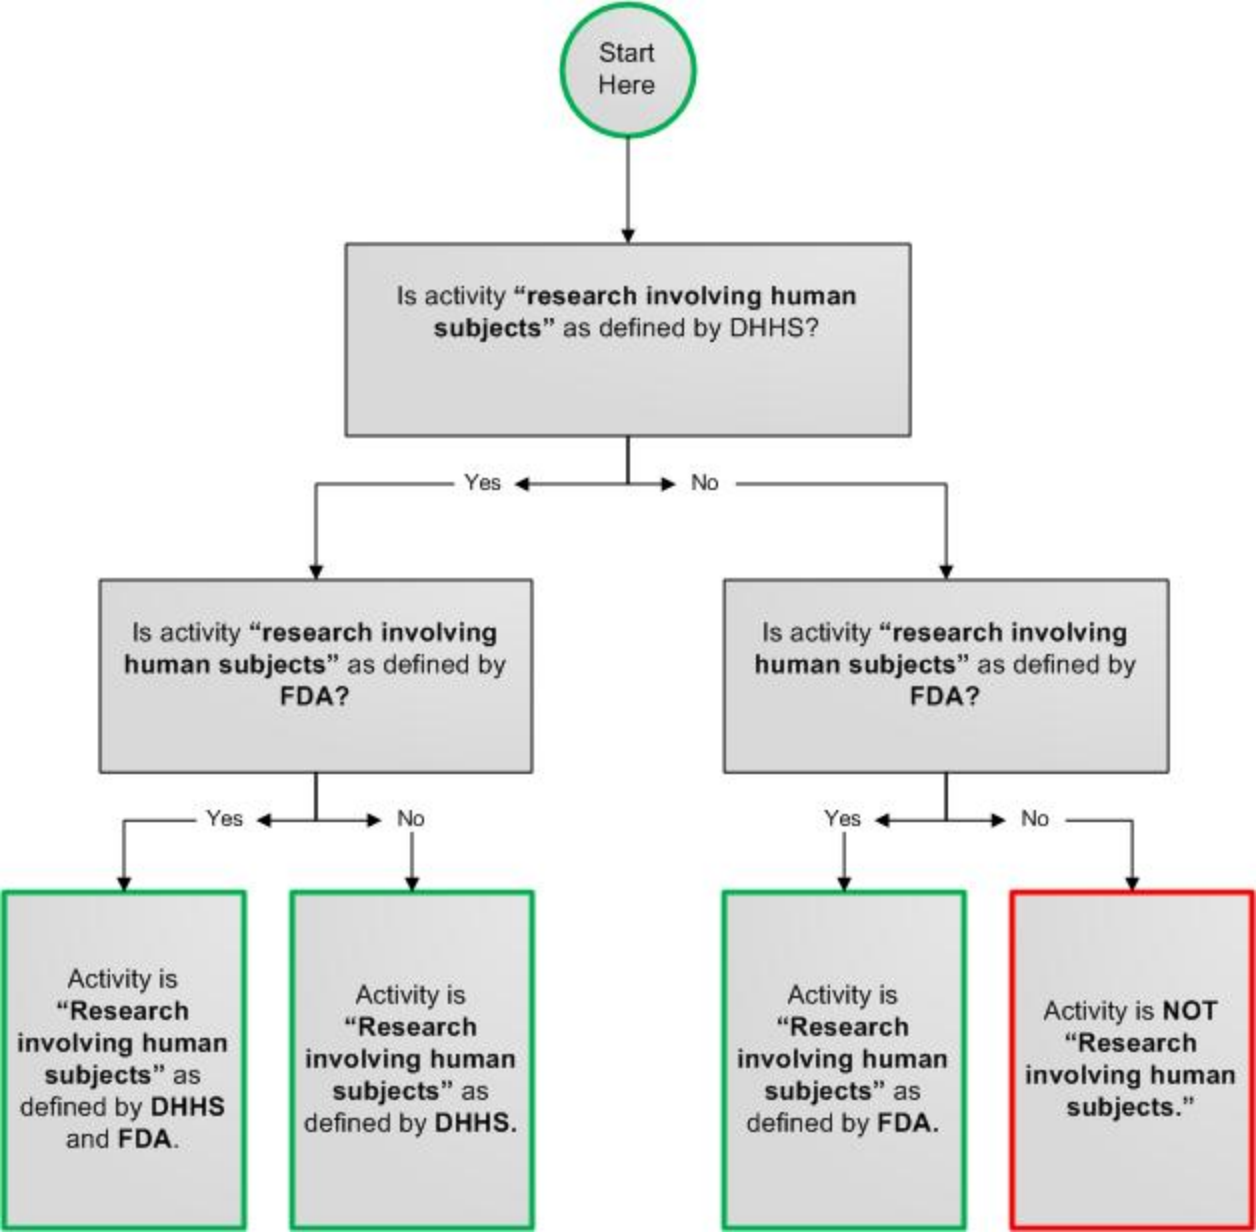 Start
Here
Is activity “research involving human
subjects” as defined by DHHS?
Yes
No
Is activity “research involving
human subjects” as defined by
FDA?
Is activity “research involving
human subjects” as defined by
FDA?
Yes
No
Yes
No
Activity is
“Research
involving human
subjects” as
defined by DHHS
and FDA.
Activity is
“Research
involving human
subjects” as
defined by DHHS.
Activity is
“Research
involving human
subjects” as
defined by FDA.
Activity is NOT
“Research
involving human
subjects.”